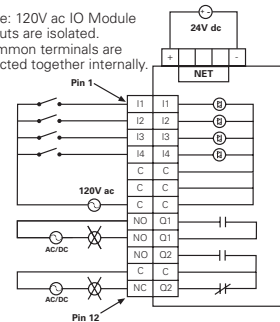 e: 120V ac IO Module
uts are isolated.
mmon terminals are
cted together internally.
24V dc
+ -
+ -
NET
Pin 1
I1 I1
I2 I2
I3 I3
I4 I4
C C
C C
120V ac
C C
NO Q1
NO Q1
AC/DC
NO Q2
C C
NC Q2
AC/DC
Pin 12